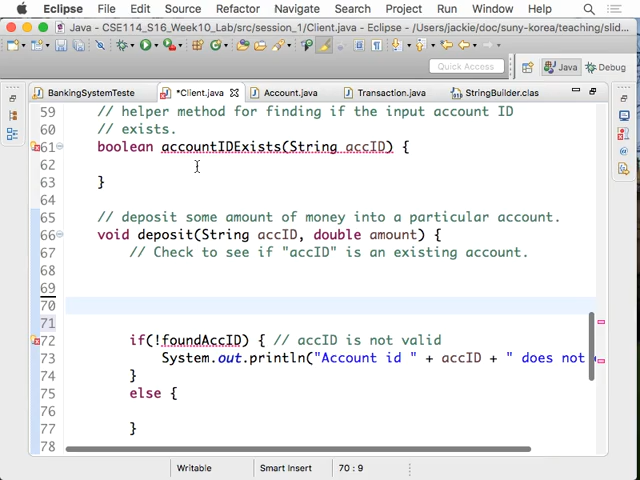 Eclipse File Edit Source Refactor Navigate Search Project Run Window Help
Java - CSE114_S16_Week10_Lab/src/session_1/Client.java - Eclipse - /Users/jackie/doc/suny-korea/teaching/slid
Quick Access Java Debug
BankingSystemTeste *Client.java Account.java Transaction.java StringBuilder.clas
59 // helper method for finding if the input account ID
60 // exists.
61 boolean accountIDExists(String accID) {
62
63 }
64
65 // deposit some amount of money into a particular account.
66 void deposit(String accID, double amount) {
67 // Check to see if "accID" is an existing account.
68
69
70
71
72 if(!foundAccID) { // accID is not valid
73 System.out.println("Account id " + accID + " does not
74 }
75 else {
76
77 }
78
Writable Smart Insert 70 : 9